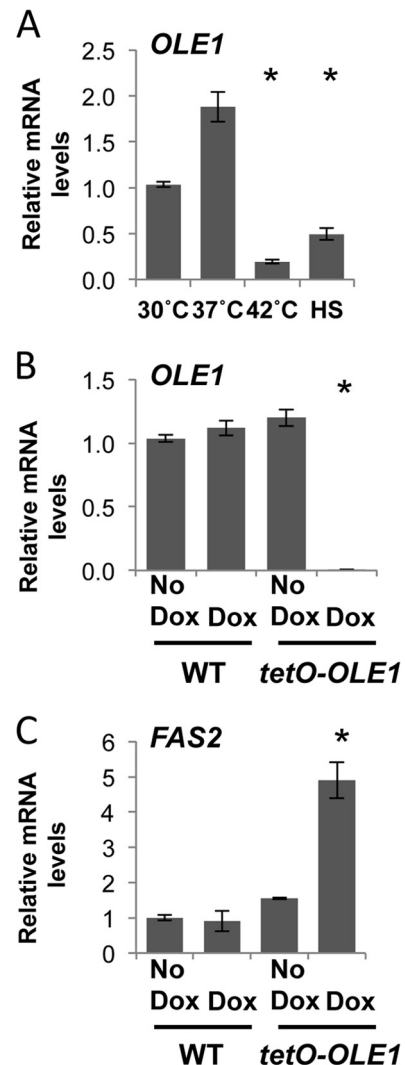 A
OLE1
Relative mRNA
levels
2.5
2.0
1.5
1.0
0.5
0.0
* *
30˚C 37˚C 42˚C HS
B
OLE1
Relative mRNA
levels
1.5
1.0
0.5
0.0
*
No No
Dox Dox Dox Dox
WT tetO-OLE1
C
FAS2
Relative mRNA
levels
6
5
4
3
2
1
0
*
No No
Dox Dox Dox Dox
WT tetO-OLE1